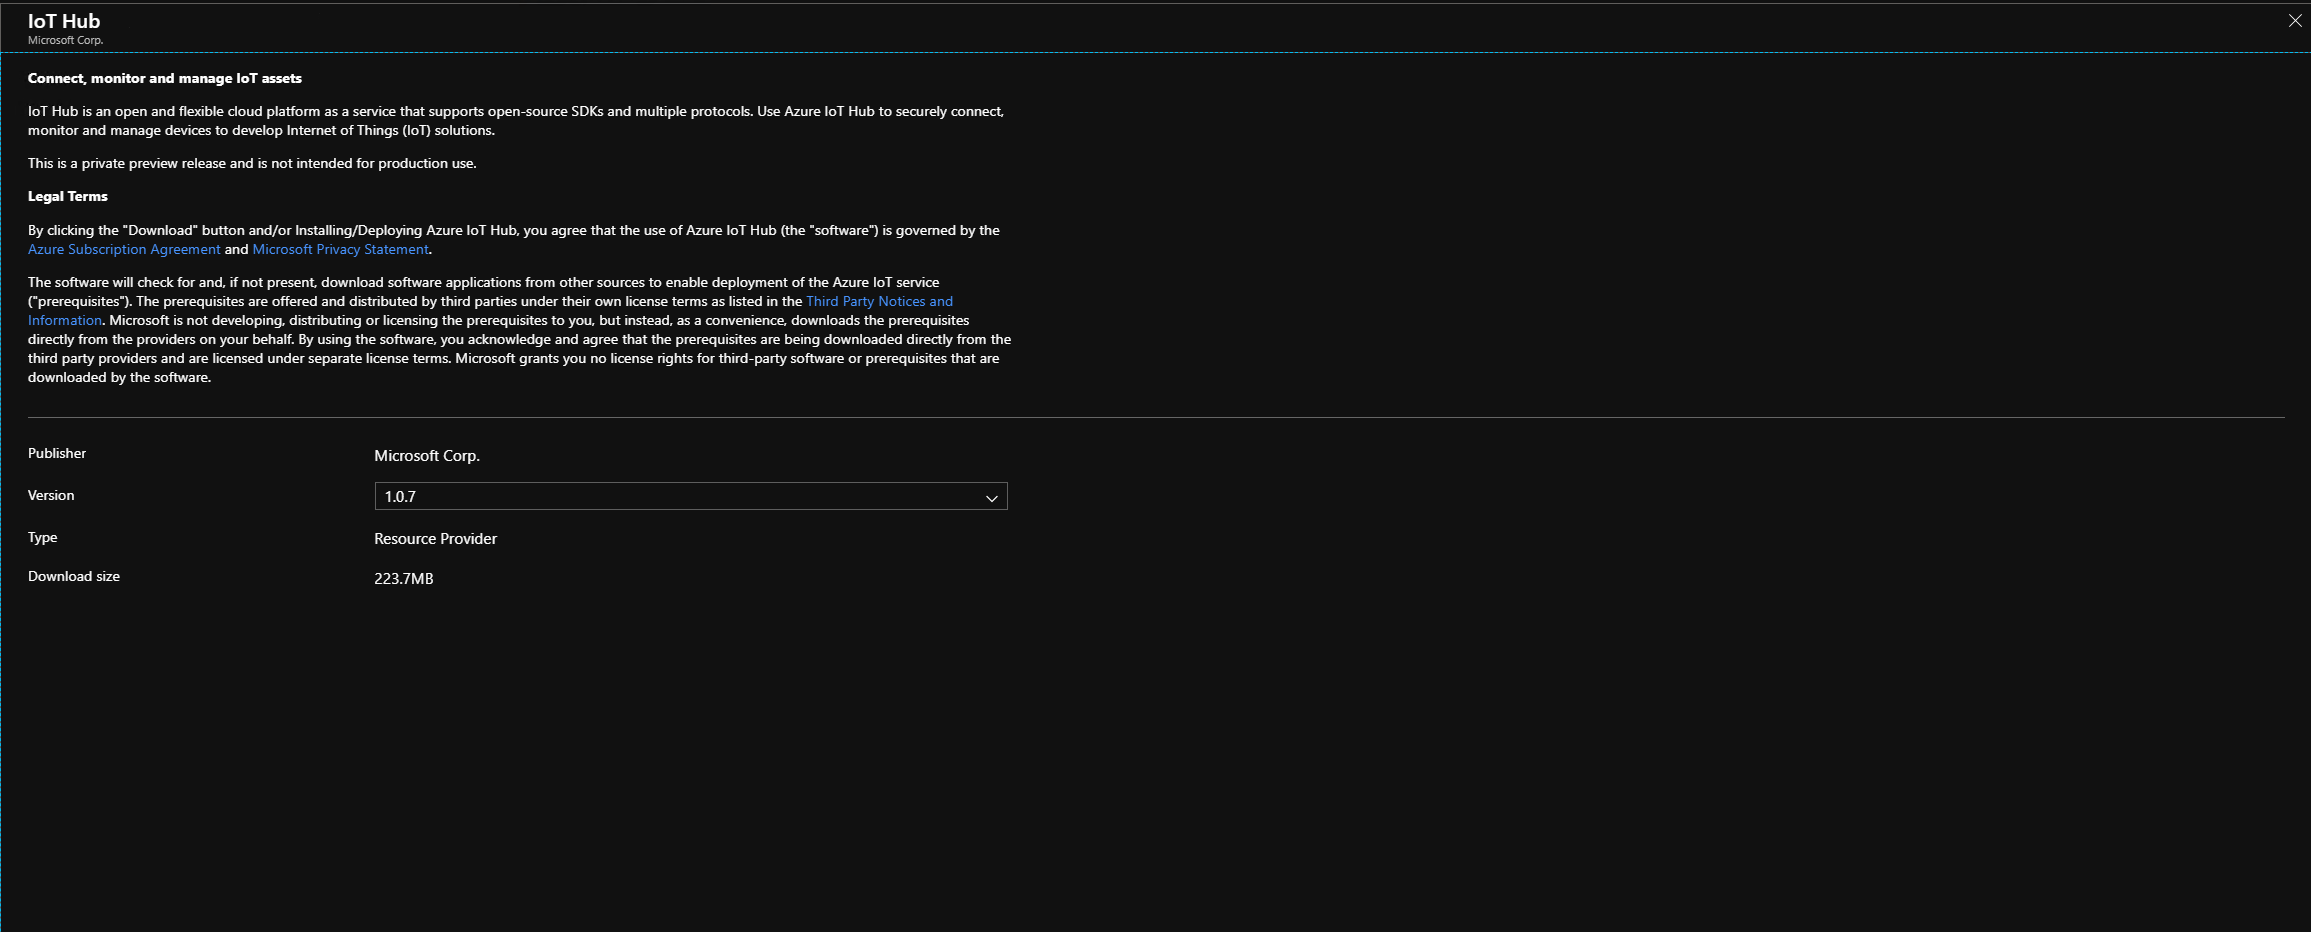 IoT Hub
Microsoft Corp.
Connect, monitor and manage IoT assets
IoT Hub is an open and flexible cloud platform as a service that supports open-source SDKs and multiple protocols. Use Azure IoT Hub to securely connect,
monitor and manage devices to develop Internet of Things (IoT) solutions.
This is a private preview release and is not intended for production use.
Legal Terms
By clicking the "Download" button and/or Installing/Deploying Azure IoT Hub, you agree that the use of Azure IoT Hub (the "software") is governed by the
Azure Subscription Agreement and Microsoft Privacy Statement.
The software will check for and, if not present, download software applications from other sources to enable deployment of the Azure IoT service
("prerequisites"). The prerequisites are offered and distributed by third parties under their own license terms as listed in the Third Party Notices and
Information. Microsoft is not developing, distributing or licensing the prerequisites to you, but instead, as a convenience, downloads the prerequisites
directly from the providers on your behalf. By using the software, you acknowledge and agree that the prerequisites are being downloaded directly from the
third party providers and are licensed under separate license terms. Microsoft grants you no license rights for third-party software or prerequisites that are
downloaded by the software.
Publisher Microsoft Corp.
Version 1.0.7
Type Resource Provider
Download size 223.7MB